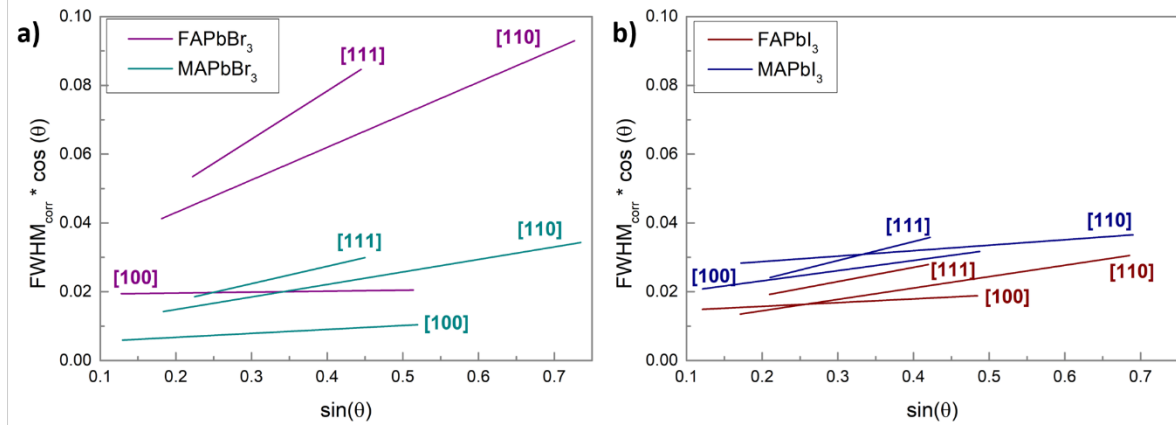 a)
FAPbBr₃
MAPbBr₃
[111]
[110]
[111]
[110]
[100]
[100]
0.10
0.08
0.06
0.04
0.02
0.00
FWHM_corr * cos (θ)
0.1 0.2 0.3 0.4 0.5 0.6 0.7
sin(θ)
b)
FAPbI₃
MAPbI₃
[111]
[110]
[100]
[111]
[110]
[100]
0.10
0.08
0.06
0.04
0.02
0.00
FWHM_corr * cos (θ)
0.1 0.2 0.3 0.4 0.5 0.6 0.7
sin(θ)